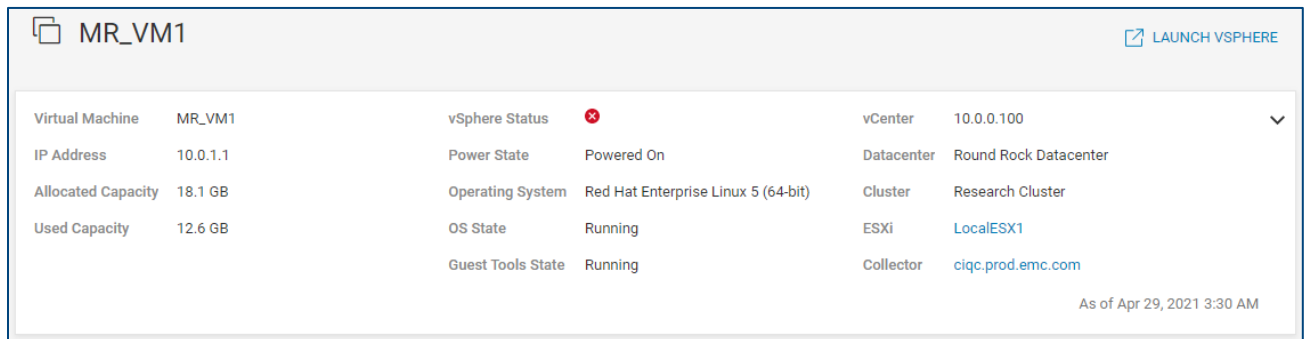 MR_VM1
LAUNCH VSPHERE
Virtual Machine MR_VM1
IP Address 10.0.1.1
Allocated Capacity 18.1 GB
Used Capacity 12.6 GB
vSphere Status
Power State Powered On
Operating System Red Hat Enterprise Linux 5 (64-bit)
OS State Running
Guest Tools State Running
vCenter 10.0.0.100
Datacenter Round Rock Datacenter
Cluster Research Cluster
ESXi LocalESX1
Collector ciqc.prod.emc.com
As of Apr 29, 2021 3:30 AM